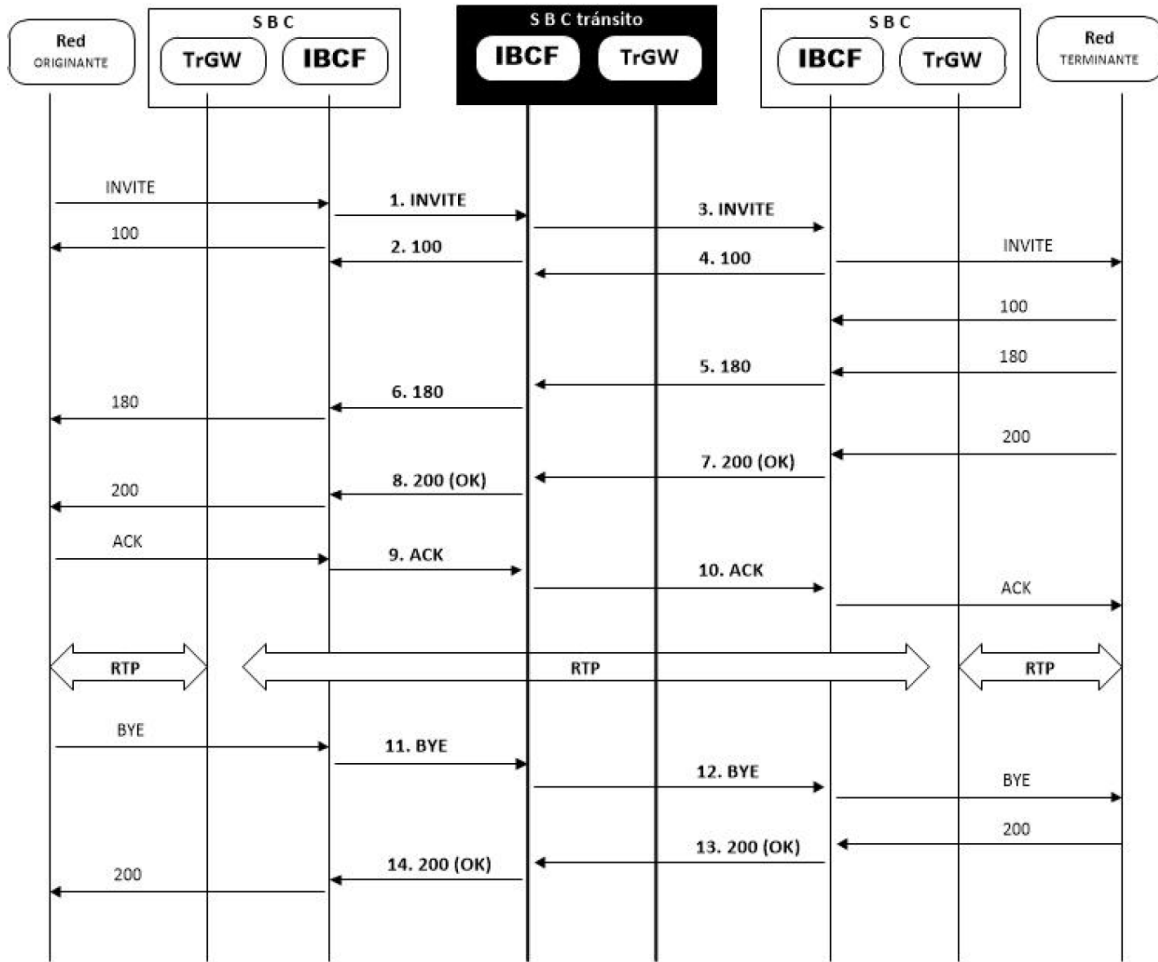 Red
ORIGINANTE
S B C
TrGW
IBCF
S B C tránsito
IBCF
TrGW
S B C
IBCF
TrGW
Red
TERMINANTE
INVITE
1. INVITE
3. INVITE
100
2. 100
4. 100
INVITE
100
180
5. 180
6. 180
180
200
7. 200 (OK)
8. 200 (OK)
200
ACK
9. ACK
10. ACK
ACK
RTP
RTP
RTP
BYE
11. BYE
12. BYE
BYE
200
13. 200 (OK)
14. 200 (OK)
200